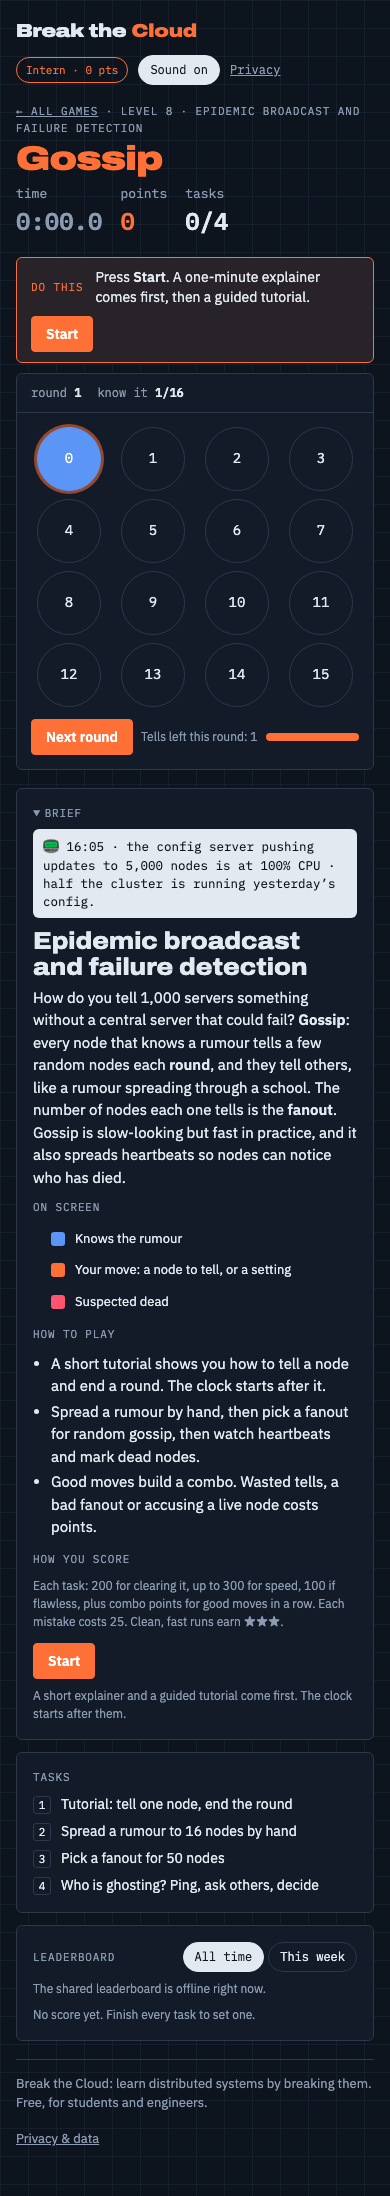 Break the Cloud
Intern · 0 pts
Sound on
Privacy
← ALL GAMES · LEVEL 8 · EPIDEMIC BROADCAST AND
FAILURE DETECTION
Gossip
time points tasks
0:00.0 0 0/4
DO THIS
Press Start. A one-minute explainer
comes first, then a guided tutorial.
Start
round 1 know it 1/16
0 1 2 3
4 5 6 7
8 9 10 11
12 13 14 15
Next round Tells left this round: 1
▼ BRIEF
📟 16:05 · the config server pushing
updates to 5,000 nodes is at 100% CPU ·
half the cluster is running yesterday’s
config.
Epidemic broadcast
and failure detection
How do you tell 1,000 servers something
without a central server that could fail? Gossip:
every node that knows a rumour tells a few
random nodes each round, and they tell others,
like a rumour spreading through a school. The
number of nodes each one tells is the fanout.
Gossip is slow-looking but fast in practice, and it
also spreads heartbeats so nodes can notice
who has died.
ON SCREEN
Knows the rumour
Your move: a node to tell, or a setting
Suspected dead
HOW TO PLAY
• A short tutorial shows you how to tell a node
and end a round. The clock starts after it.
• Spread a rumour by hand, then pick a fanout
for random gossip, then watch heartbeats
and mark dead nodes.
• Good moves build a combo. Wasted tells, a
bad fanout or accusing a live node costs
points.
HOW YOU SCORE
Each task: 200 for clearing it, up to 300 for speed, 100 if
flawless, plus combo points for good moves in a row. Each
mistake costs 25. Clean, fast runs earn ★★★.
Start
A short explainer and a guided tutorial come first. The clock
starts after them.
TASKS
1 Tutorial: tell one node, end the round
2 Spread a rumour to 16 nodes by hand
3 Pick a fanout for 50 nodes
4 Who is ghosting? Ping, ask others, decide
LEADERBOARD All time This week
The shared leaderboard is offline right now.
No score yet. Finish every task to set one.
Break the Cloud: learn distributed systems by breaking them.
Free, for students and engineers.
Privacy & data